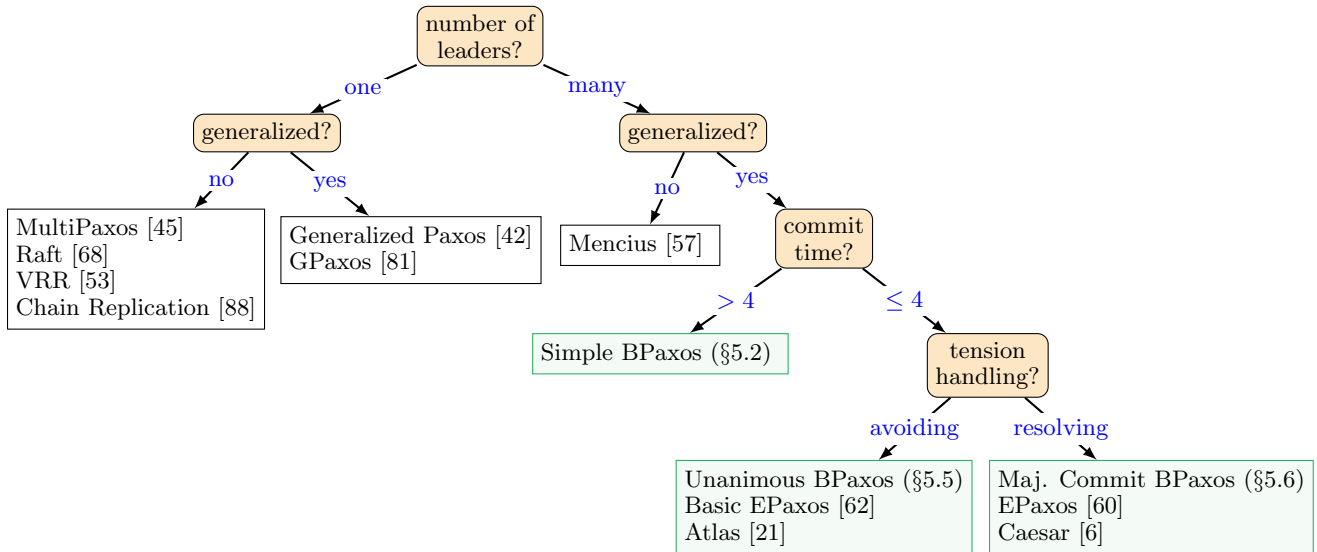 number of
leaders?
one
many
generalized?
generalized?
no
yes
no
yes
MultiPaxos [45]
Raft [68]
VRR [53]
Chain Replication [88]
Generalized Paxos [42]
GPaxos [81]
Mencius [57]
commit
time?
> 4
≤ 4
Simple BPaxos (§5.2)
tension
handling?
avoiding
resolving
Unanimous BPaxos (§5.5)
Basic EPaxos [62]
Atlas [21]
Maj. Commit BPaxos (§5.6)
EPaxos [60]
Caesar [6]